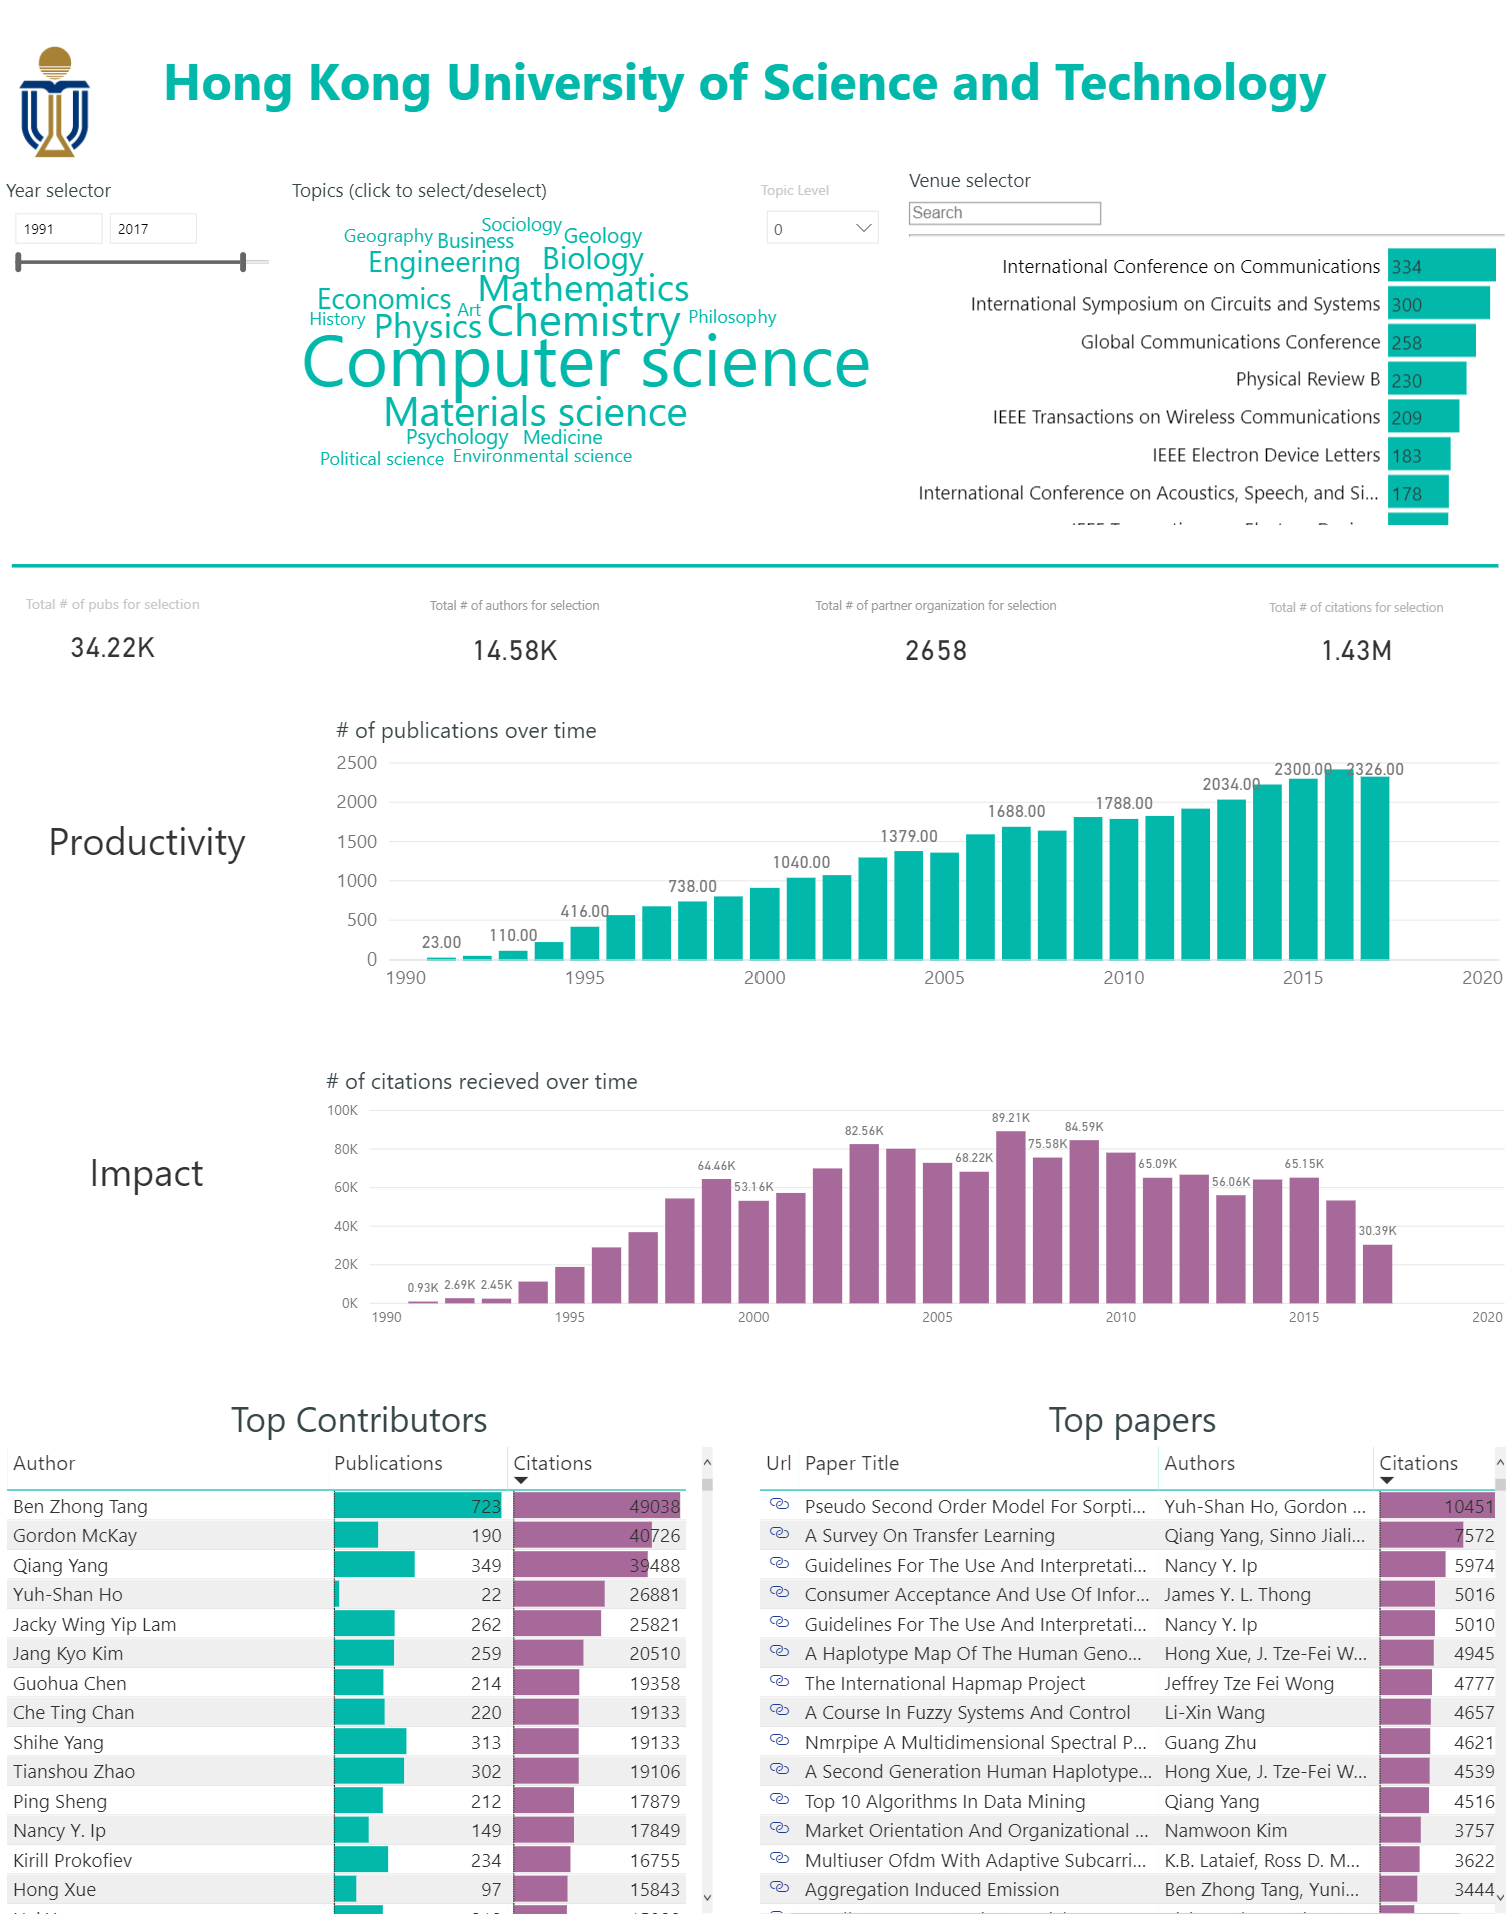 Hong Kong University of Science and Technology
Year selector
1991
2017
Topics (click to select/deselect)
Sociology
Geography
Business
Geology
Engineering
Biology
Economics
Mathematics
Art
History
Physics
Chemistry
Philosophy
Computer science
Materials science
Psychology
Medicine
Political science
Environmental science
Topic Level
0
Venue selector
Search
International Conference on Communications 334
International Symposium on Circuits and Systems 300
Global Communications Conference 258
Physical Review B 230
IEEE Transactions on Wireless Communications 209
IEEE Electron Device Letters 183
International Conference on Acoustics, Speech, and Si... 178
Total # of pubs for selection
34.22K
Total # of authors for selection
14.58K
Total # of partner organization for selection
2658
Total # of citations for selection
1.43M
Productivity
# of publications over time
2500
2000
1500
1000
500
0
23.00
110.00
416.00
738.00
1040.00
1379.00
1688.00
1788.00
2034.00
2300.00
2326.00
1990
1995
2000
2005
2010
2015
2020
Impact
# of citations recieved over time
100K
80K
60K
40K
20K
0K
0.93K
2.69K
2.45K
64.46K
53.16K
82.56K
68.22K
89.21K
75.58K
84.59K
65.09K
56.06K
65.15K
30.39K
1990
1995
2000
2005
2010
2015
2020
Top Contributors
Author Publications Citations
Ben Zhong Tang 723 49038
Gordon McKay 190 40726
Qiang Yang 349 39488
Yuh-Shan Ho 22 26881
Jacky Wing Yip Lam 262 25821
Jang Kyo Kim 259 20510
Guohua Chen 214 19358
Che Ting Chan 220 19133
Shihe Yang 313 19133
Tianshou Zhao 302 19106
Ping Sheng 212 17879
Nancy Y. Ip 149 17849
Kirill Prokofiev 234 16755
Hong Xue 97 15843
Top papers
Url Paper Title Authors Citations
Pseudo Second Order Model For Sorpti... Yuh-Shan Ho, Gordon ... 10451
A Survey On Transfer Learning Qiang Yang, Sinno Jiali... 7572
Guidelines For The Use And Interpretati... Nancy Y. Ip 5974
Consumer Acceptance And Use Of Infor... James Y. L. Thong 5016
Guidelines For The Use And Interpretati... Nancy Y. Ip 5010
A Haplotype Map Of The Human Geno... Hong Xue, J. Tze-Fei W... 4945
The International Hapmap Project Jeffrey Tze Fei Wong 4777
A Course In Fuzzy Systems And Control Li-Xin Wang 4657
Nmrpipe A Multidimensional Spectral P... Guang Zhu 4621
A Second Generation Human Haplotype... Hong Xue, J. Tze-Fei W... 4539
Top 10 Algorithms In Data Mining Qiang Yang 4516
Market Orientation And Organizational ... Namwoon Kim 3757
Multiuser Ofdm With Adaptive Subcarri... K.B. Lataief, Ross D. M... 3622
Aggregation Induced Emission Ben Zhong Tang, Yuni... 3444